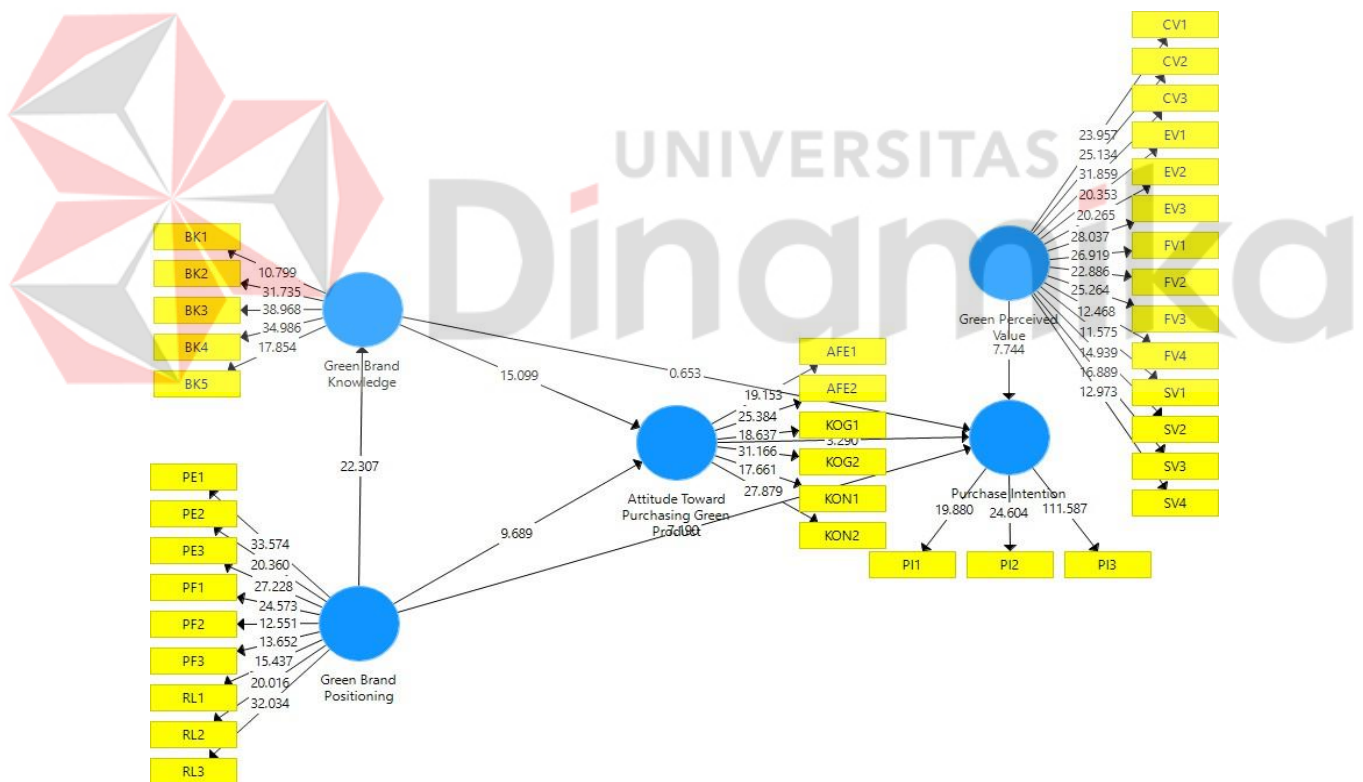 UNIVERSITAS
Dinamika
BK1
BK2
BK3
BK4
BK5
10.799
31.735
38.968
34.986
17.854
Green Brand
Knowledge
15.099
0.653
22.307
PE1
PE2
PE3
PF1
PF2
PF3
RL1
RL2
RL3
33.574
20.360
27.228
24.573
12.551
13.652
15.437
20.016
32.034
Green Brand
Positioning
9.689
7.190
Attitude Toward
Purchasing Green
Product
19.153
25.384
18.637
31.166
17.661
27.879
3.290
AFE1
AFE2
KOG1
KOG2
KON1
KON2
Green Perceived
Value
7.744
23.957
25.134
31.859
20.353
20.265
28.037
26.919
22.886
25.264
12.468
11.575
14.939
16.889
12.973
CV1
CV2
CV3
EV1
EV2
EV3
FV1
FV2
FV3
FV4
SV1
SV2
SV3
SV4
Purchase Intention
19.880
24.604
111.587
PI1
PI2
PI3